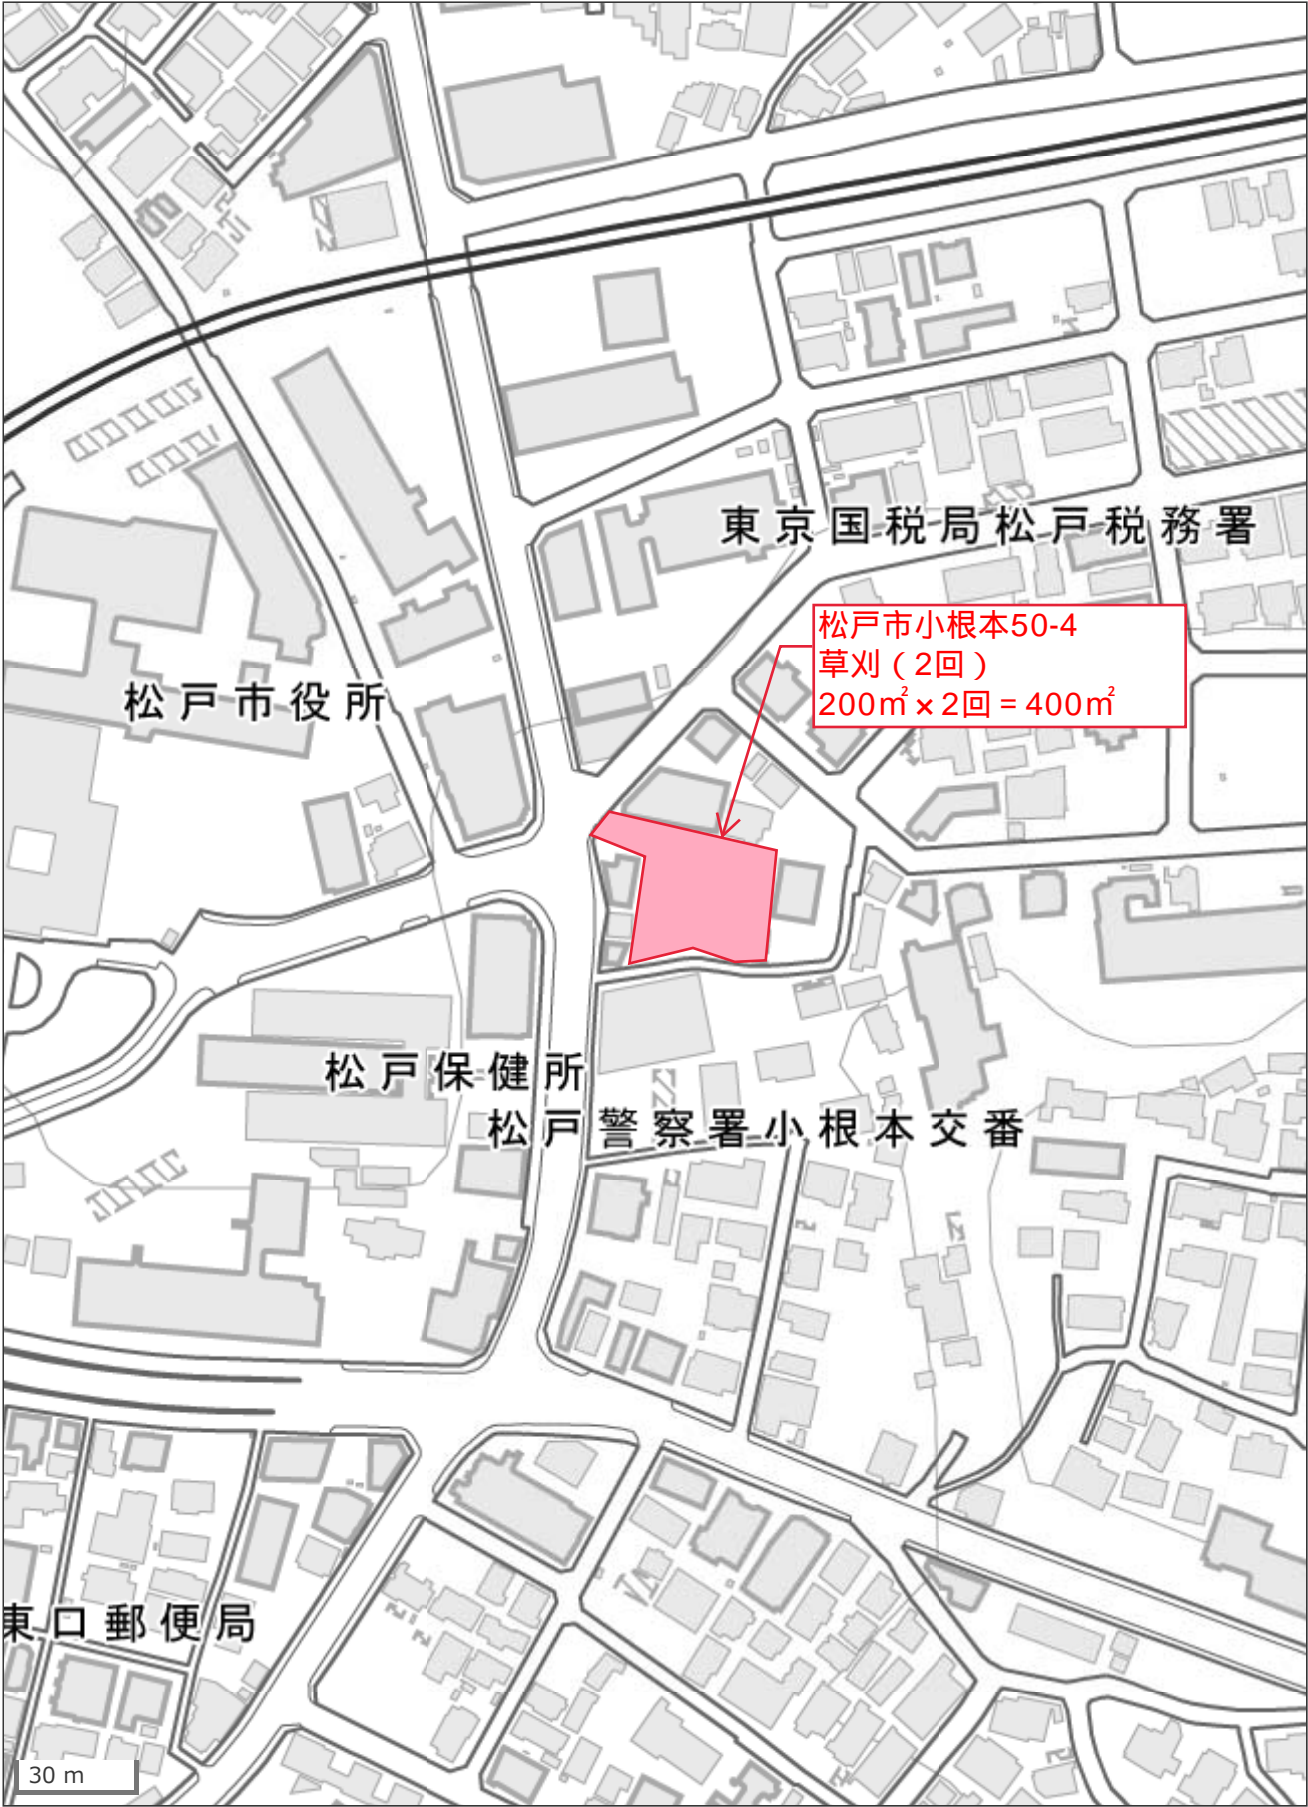 東京国税局松戸税務署
松戸市小根本50-4
草刈（2回）
200㎡×2回＝400㎡
松戸市役所
松戸保健所
松戸警察署小根本交番
東口郵便局
30 m